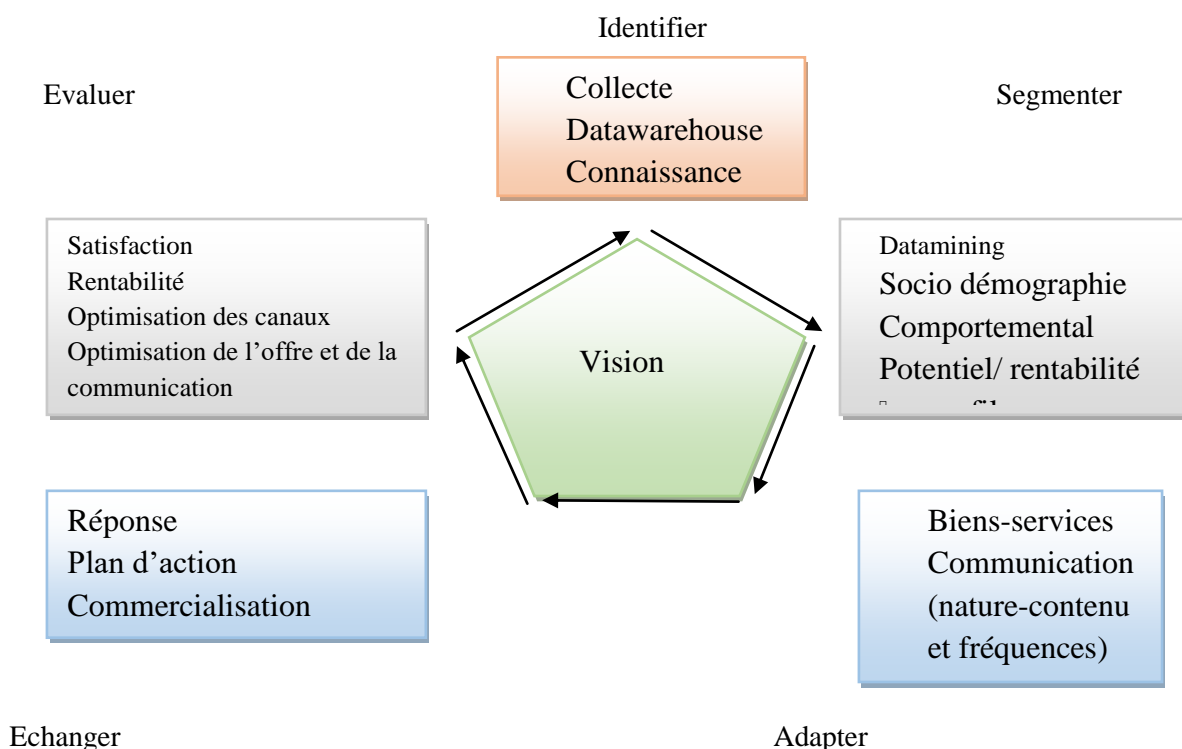 Identifier
Evaluer
Segmenter
Collecte
Datawarehouse
Connaissance
Satisfaction
Rentabilité
Optimisation des canaux
Optimisation de l’offre et de la
communication
Vision
Datamining
Socio démographie
Comportemental
Potentiel/ rentabilité
Réponse
Plan d’action
Commercialisation
Biens-services
Communication
(nature-contenu
et fréquences)
Echanger
Adapter